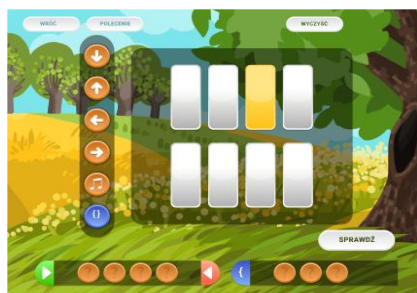 WRÓĆ
POLECENIE
WYCZYŚĆ
{}
SPRAWDŹ
? ? ? ?
{
? ? ?